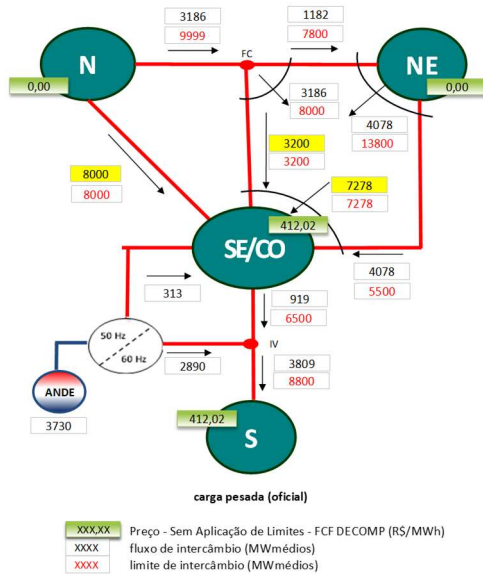 3186
9999
1182
7800
FC
N
NE
0,00
0,00
3186
8000
4078
13800
8000
8000
3200
3200
7278
7278
412,02
SE/CO
313
919
6500
4078
5500
50 Hz
60 Hz
IV
2890
3809
8800
ANDE
3730
412,02
S
carga pesada (oficial)
XXX,XX Preço - Sem Aplicação de Limites - FCF DECOMP (R$/MWh)
XXXX fluxo de intercâmbio (MWmédios)
XXXX limite de intercâmbio (MWmédios)